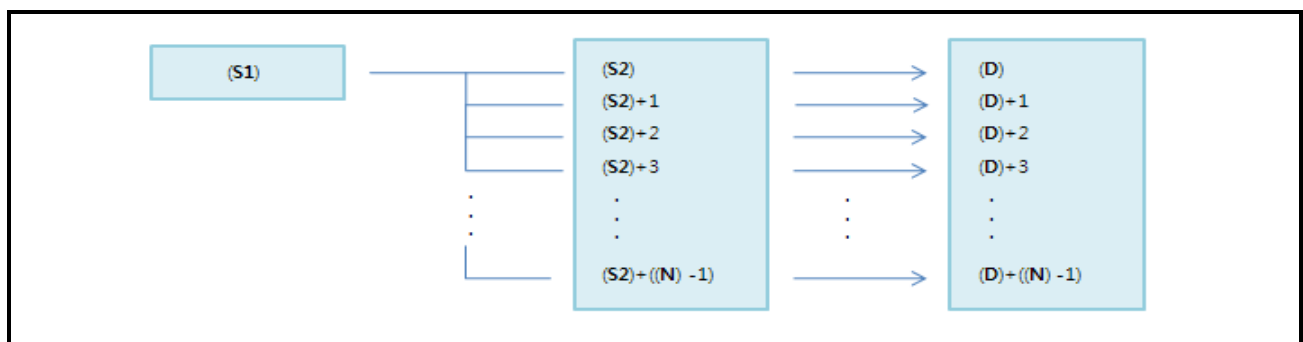 (S1) (S2) (D)
(S2)+1 (D)+1
(S2)+2 (D)+2
(S2)+3 (D)+3
(S2)+((N) -1) (D)+((N) -1)